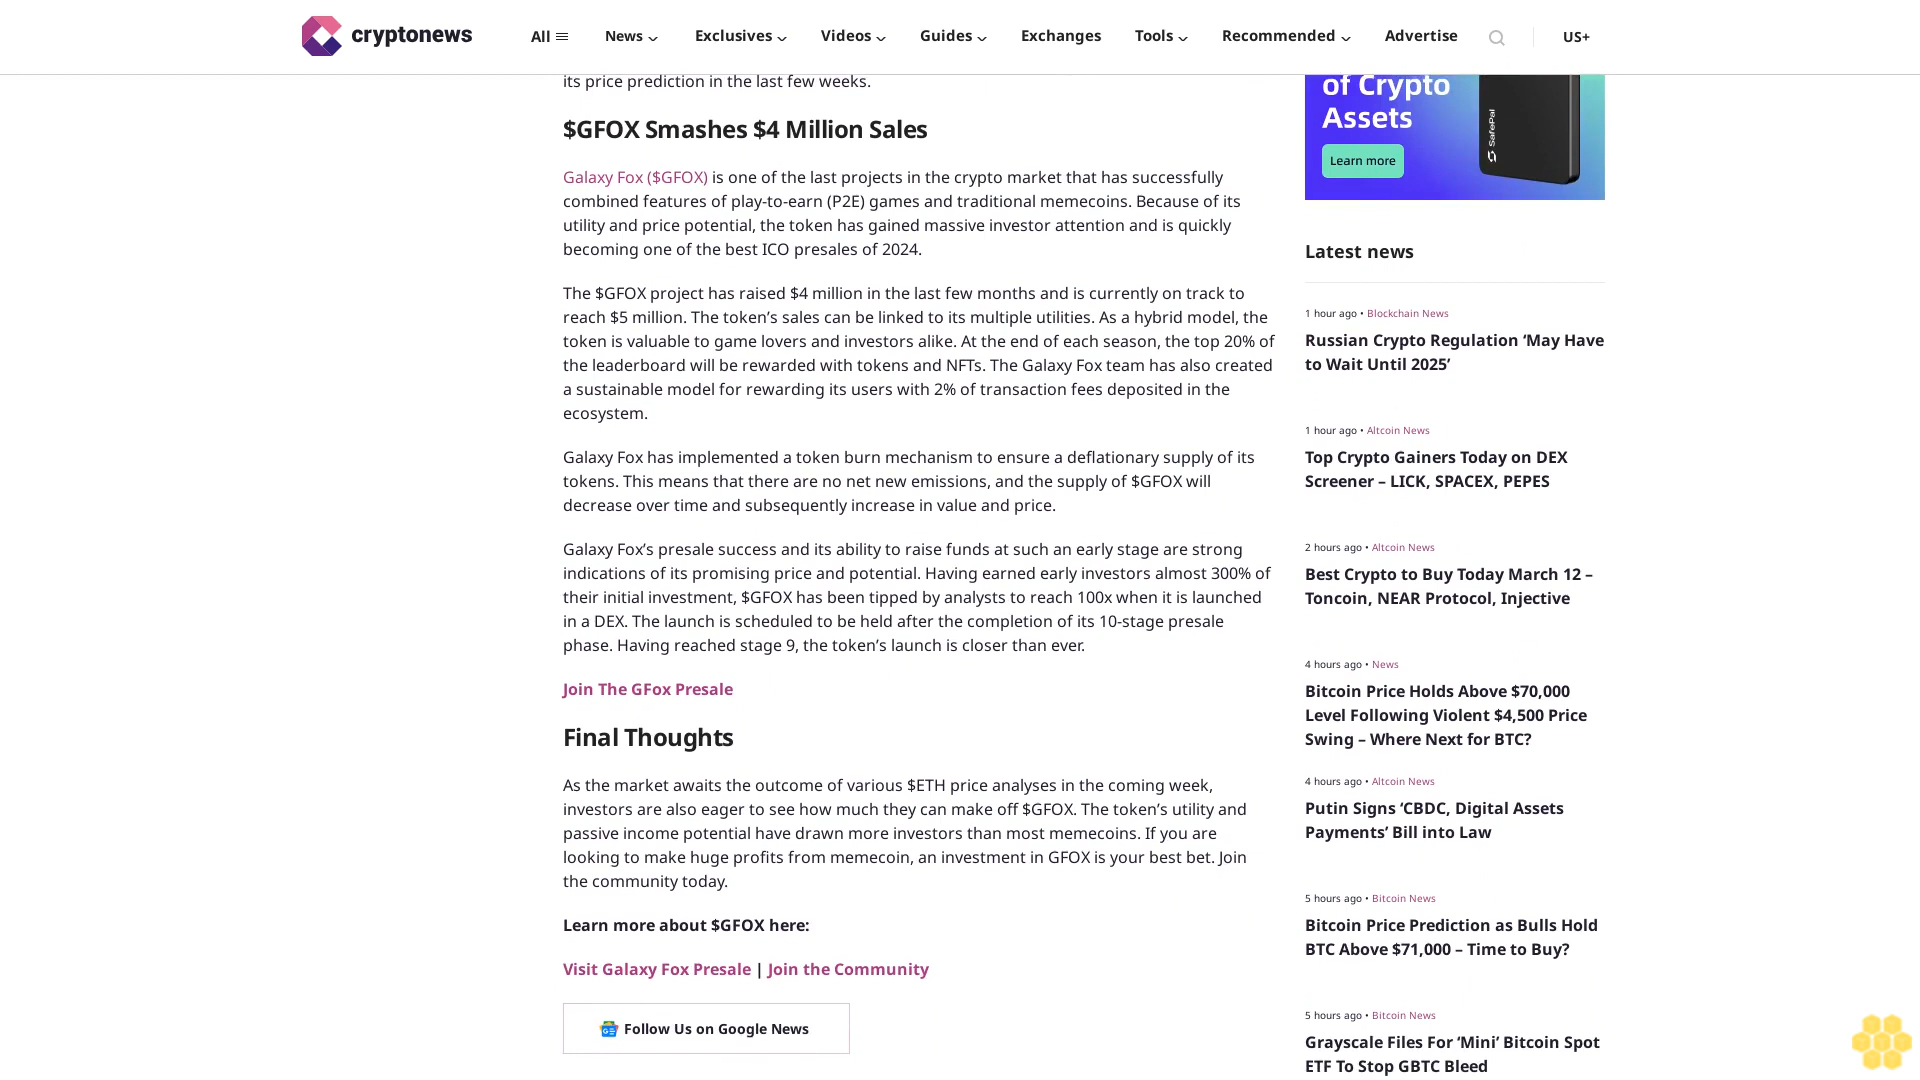 cryptonews
All
News
Exclusives
Videos
Guides
Exchanges
Tools
Recommended
Advertise
US+
its price prediction in the last few weeks.
$GFOX Smashes $4 Million Sales
Galaxy Fox ($GFOX) is one of the last projects in the crypto market that has successfully
combined features of play-to-earn (P2E) games and traditional memecoins. Because of its
utility and price potential, the token has gained massive investor attention and is quickly
becoming one of the best ICO presales of 2024.
The $GFOX project has raised $4 million in the last few months and is currently on track to
reach $5 million. The token’s sales can be linked to its multiple utilities. As a hybrid model, the
token is valuable to game lovers and investors alike. At the end of each season, the top 20% of
the leaderboard will be rewarded with tokens and NFTs. The Galaxy Fox team has also created
a sustainable model for rewarding its users with 2% of transaction fees deposited in the
ecosystem.
Galaxy Fox has implemented a token burn mechanism to ensure a deflationary supply of its
tokens. This means that there are no net new emissions, and the supply of $GFOX will
decrease over time and subsequently increase in value and price.
Galaxy Fox’s presale success and its ability to raise funds at such an early stage are strong
indications of its promising price and potential. Having earned early investors almost 300% of
their initial investment, $GFOX has been tipped by analysts to reach 100x when it is launched
in a DEX. The launch is scheduled to be held after the completion of its 10-stage presale
phase. Having reached stage 9, the token’s launch is closer than ever.
Join The GFox Presale
Final Thoughts
As the market awaits the outcome of various $ETH price analyses in the coming week,
investors are also eager to see how much they can make off $GFOX. The token’s utility and
passive income potential have drawn more investors than most memecoins. If you are
looking to make huge profits from memecoin, an investment in GFOX is your best bet. Join
the community today.
Learn more about $GFOX here:
Visit Galaxy Fox Presale | Join the Community
Follow Us on Google News
of Crypto
Assets
Learn more
SafePal
Latest news
1 hour ago • Blockchain News
Russian Crypto Regulation ‘May Have
to Wait Until 2025’
1 hour ago • Altcoin News
Top Crypto Gainers Today on DEX
Screener – LICK, SPACEX, PEPES
2 hours ago • Altcoin News
Best Crypto to Buy Today March 12 –
Toncoin, NEAR Protocol, Injective
4 hours ago • News
Bitcoin Price Holds Above $70,000
Level Following Violent $4,500 Price
Swing – Where Next for BTC?
4 hours ago • Altcoin News
Putin Signs ‘CBDC, Digital Assets
Payments’ Bill into Law
5 hours ago • Bitcoin News
Bitcoin Price Prediction as Bulls Hold
BTC Above $71,000 – Time to Buy?
5 hours ago • Bitcoin News
Grayscale Files For ‘Mini’ Bitcoin Spot
ETF To Stop GBTC Bleed